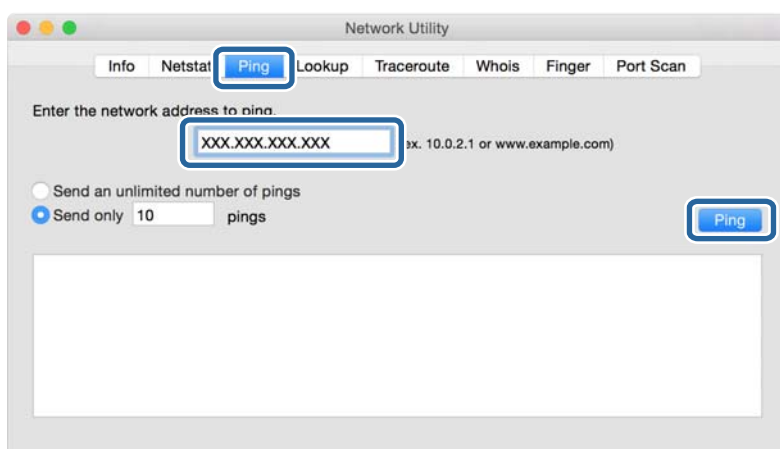 Network Utility
Info Netstat Ping Lookup Traceroute Whois Finger Port Scan
Enter the network address to ping.
XXX.XXX.XXX.XXX ex. 10.0.2.1 or www.example.com)
Send an unlimited number of pings
Send only 10 pings
Ping